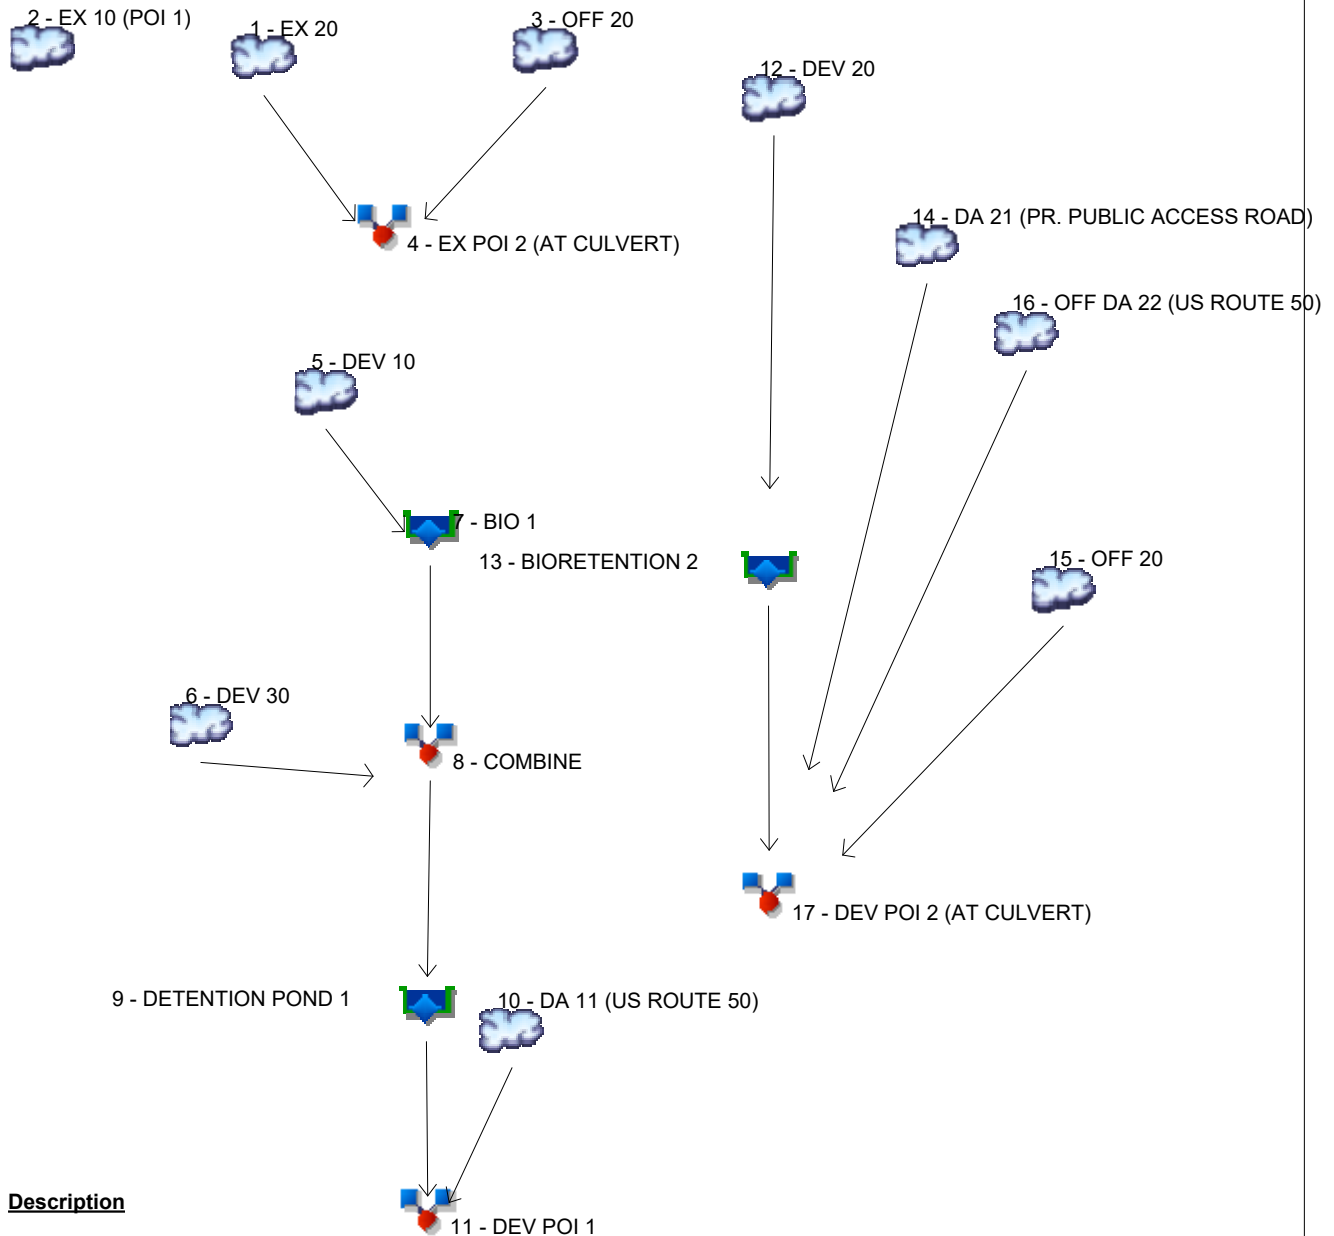 2 - EX 10 (POI 1)
1 - EX 20
3 - OFF 20
12 - DEV 20
14 - DA 21 (PR. PUBLIC ACCESS ROAD)
4 - EX POI 2 (AT CULVERT)
16 - OFF DA 22 (US ROUTE 50)
5 - DEV 10
7 - BIO 1
13 - BIORETENTION 2
15 - OFF 20
6 - DEV 30
8 - COMBINE
17 - DEV POI 2 (AT CULVERT)
9 - DETENTION POND 1
10 - DA 11 (US ROUTE 50)
Description
11 - DEV POI 1